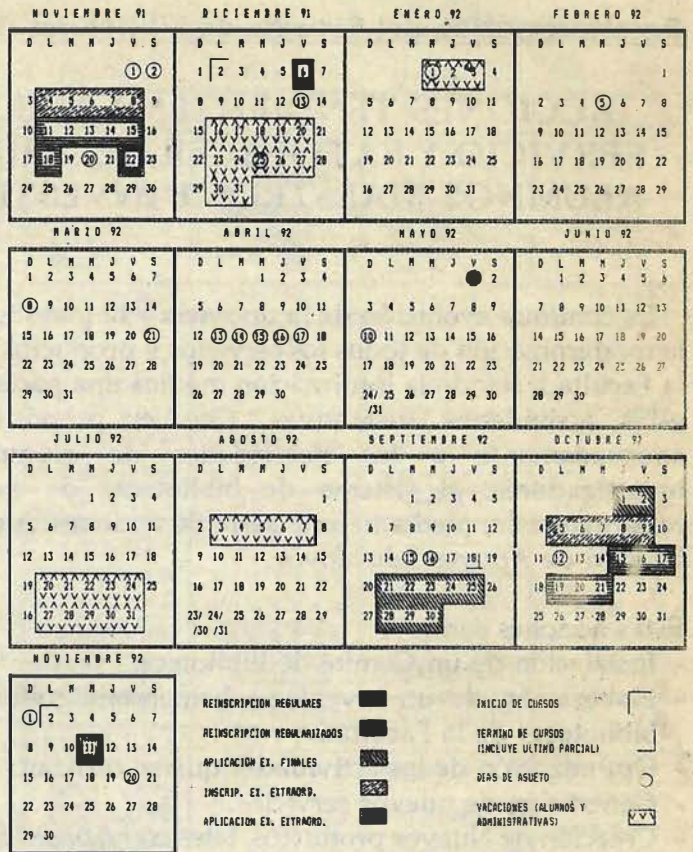 NOVIEMBRE 91
D L M M J V S
1 2
3 4 5 6 7 8 9
10 11 12 13 14 15 16
17 18 19 20 21 22 23
24 25 26 27 28 29 30
DICIEMBRE 91
D L M M J V S
1 2 3 4 5 7
8 9 10 11 12 13 14
15 16 17 18 19 20 21
22 23 24 25 26 27 28
29 30 31
ENERO 92
D L M M J V S
1 2 3 4
5 6 7 8 9 10 11
12 13 14 15 16 17 18
19 20 21 22 23 24 25
16 27 28 29 30 31
FEBRERO 92
D L M M J V S
1
2 3 4 5 6 7 8
9 10 11 12 13 14 15
16 17 18 19 20 21 22
23 24 25 26 27 28 29
MARZO 92
D L M M J V S
1 2 3 4 5 6 7
8 9 10 11 12 13 14
15 16 17 18 19 20 21
22 23 24 25 26 27 28
29 30 31
ABRIL 92
D L M M J V S
1 2 3 4
5 6 7 8 9 10 11
12 13 14 15 16 17 18
19 20 21 22 23 24 25
26 27 28 29 30
MAYO 92
D L M M J V S
2
3 4 5 6 7 8 9
10 11 12 13 14 15 16
17 18 19 20 21 22 23
24/ 25 26 27 28 29 30
/31
JUNIO 92
D L M M J V S
1 2 3 4 5 6
7 8 9 10 11 12 13
14 15 16 17 18 19 20
21 22 23 24 25 26 27
28 29 30
JULIO 92
D L M M J V S
1 2 3 4
5 6 7 8 9 10 11
12 13 14 15 16 17 18
19 20 21 22 23 24 25
26 27 28 29 30 31
AGOSTO 92
D L M M J V S
1
2 3 4 5 6 7 8
9 10 11 12 13 14 15
16 17 18 19 20 21 22
23/ 24/ 25 26 27 28 29
/30 /31
SEPTIEMBRE 92
D L M M J V S
1 2 3 4 5
6 7 8 9 10 11 12
13 14 15 16 17 18 19
20 21 22 23 24 25 26
27 28 29 30
OCTUBRE 92
D L M M J V S
4 5 6 7 8 9 10
11 12 13 14 15 16 17
18 19 20 21 22 23 24
25 26 27 28 29 30 31
NOVIEMBRE 92
D L M M J V S
1 2 3 4 5 6 7
8 9 10 11 12 13 14
15 16 17 18 19 20 21
22 23 24 25 26 27 28
29 30
REINSCRIPCION REGULARES
REINSCRIPCION REGULARIZADOS
APLICACION EX. FINALES
INSCRIP. EX. EXTRAORD.
APLICACION EX. EXTRAORD.
INICIO DE CURSOS
TERMINO DE CURSOS
(INCLUYE ULTIMO PARCIAL)
DIAS DE ASUETO
VACACIONES (ALUMNOS Y
ADMINISTRATIVAS)